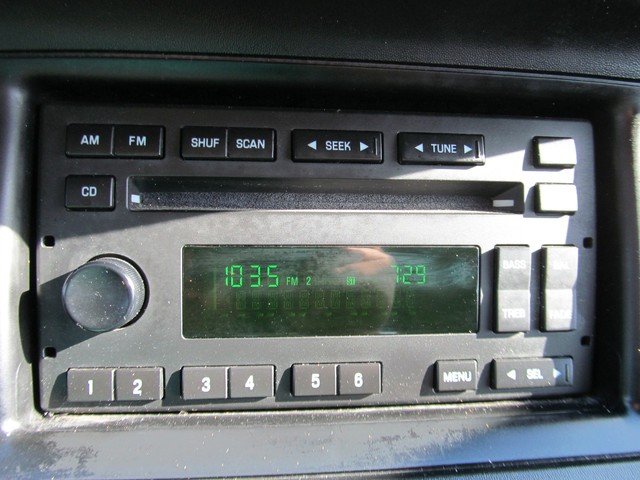 AM FM SHUF SCAN ◄ SEEK ► ◄ TUNE ►
CD
103.5 FM 2 7:29
BASS
TREB
1 2 3 4 5 6 MENU ◄ SEL ►